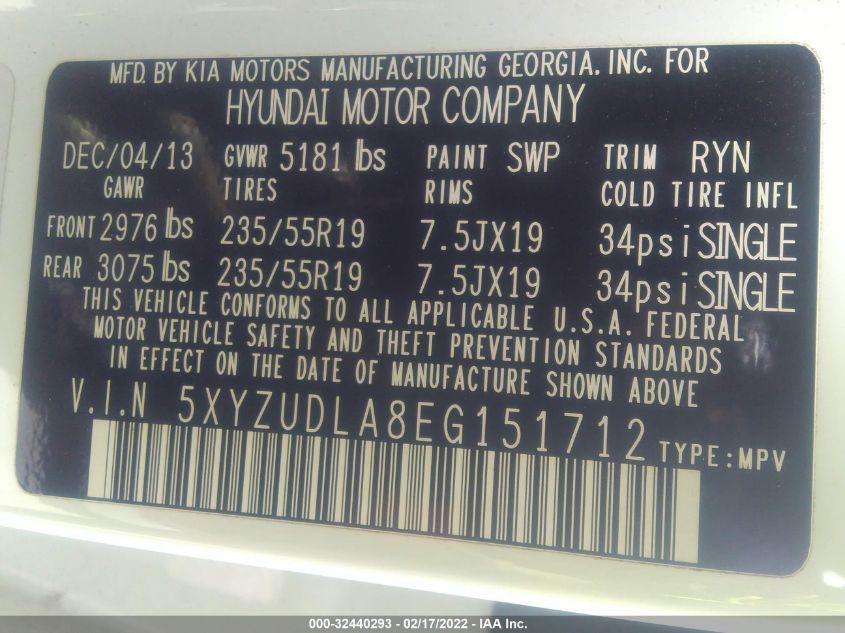 MFD. BY KIA MOTORS MANUFACTURING GEORGIA. INC. FOR
HYUNDAI MOTOR COMPANY
DEC/04/13 GVWR 5181 lbs PAINT SWP TRIM RYN
GAWR TIRES RIMS COLD TIRE INFL
FRONT 2976 lbs 235/55R19 7.5JX19 34psi SINGLE
REAR 3075 lbs 235/55R19 7.5JX19 34psi SINGLE
THIS VEHICLE CONFORMS TO ALL APPLICABLE U.S.A. FEDERAL
MOTOR VEHICLE SAFETY AND THEFT PREVENTION STANDARDS
IN EFFECT ON THE DATE OF MANUFACTURE SHOWN ABOVE
V.I.N 5XYZUDLA8EG151712 TYPE:MPV
000-32440293 - 02/17/2022 - IAA Inc.